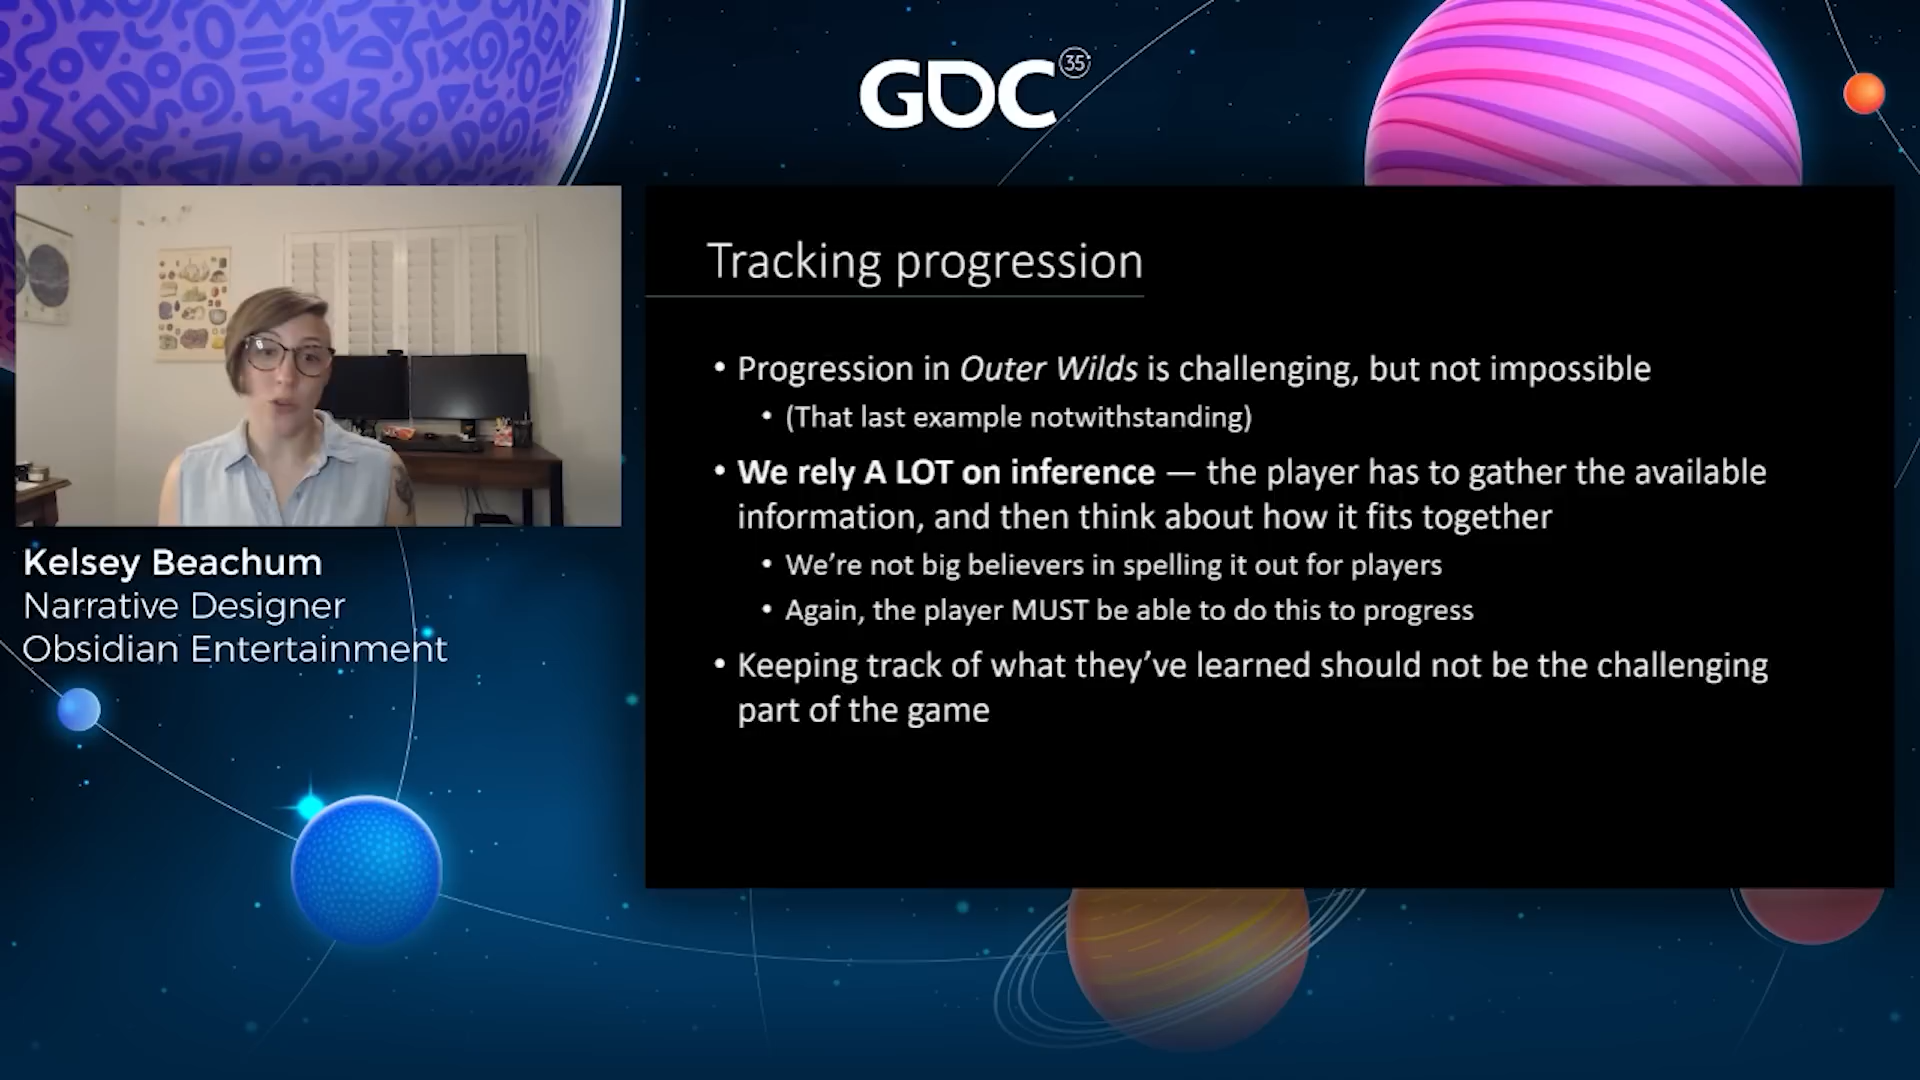 GDC 35
Tracking progression
• Progression in Outer Wilds is challenging, but not impossible
• (That last example notwithstanding)
• We rely A LOT on inference — the player has to gather the available
information, and then think about how it fits together
• We’re not big believers in spelling it out for players
• Again, the player MUST be able to do this to progress
• Keeping track of what they’ve learned should not be the challenging
part of the game
Kelsey Beachum
Narrative Designer
Obsidian Entertainment